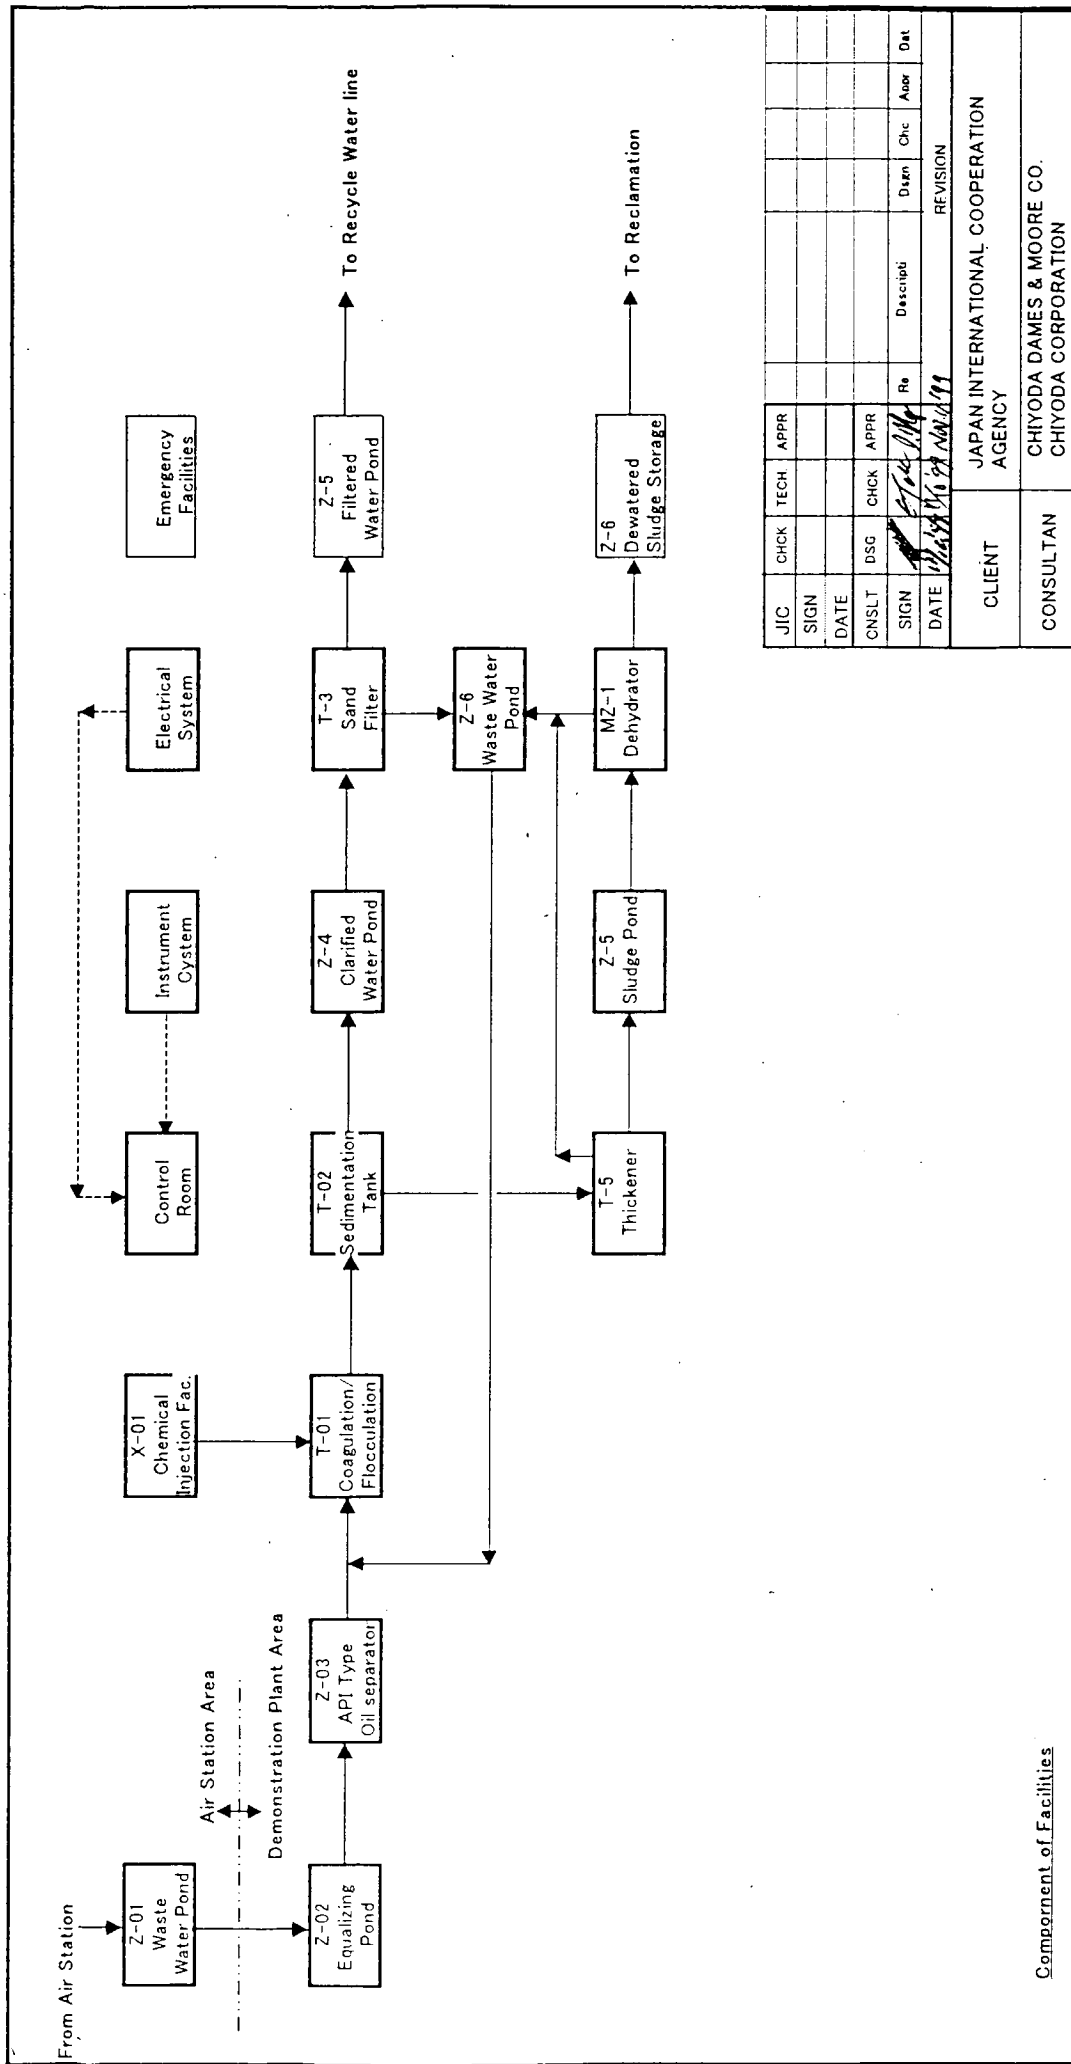 From Air Station
Z-01
Waste
Water Pond
Air Station Area
Demonstration Plant Area
Z-02
Equalizing
Pond
Z-03
API Type
Oil separator
X-01
Chemical
Injection Fac.
T-01
Coagulation/
Flocculation
Control
Room
T-02
Sedimentation
Tank
T-5
Thickener
Instrument
Cystem
Z-4
Clarified
Water Pond
Z-5
Sludge Pond
Electrical
System
T-3
Sand
Filter
Z-6
Waste Water
Pond
MZ-1
Dehydrator
Emergency
Facilities
Z-5
Filtered
Water Pond
Z-6
Dewatered
Sludge Storage
To Recycle Water line
To Reclamation
Compornent of Facilities
JIC CHCK TECH. APPR
SIGN
DATE
CNSLT DSG CHCK APPR
SIGN Re Descripti Dsgn Chc Appr Dat
DATE REVISION
CLIENT JAPAN INTERNATIONAL COOPERATION
AGENCY
CONSULTAN CHIYODA DAMES & MOORE CO.
CHIYODA CORPORATION